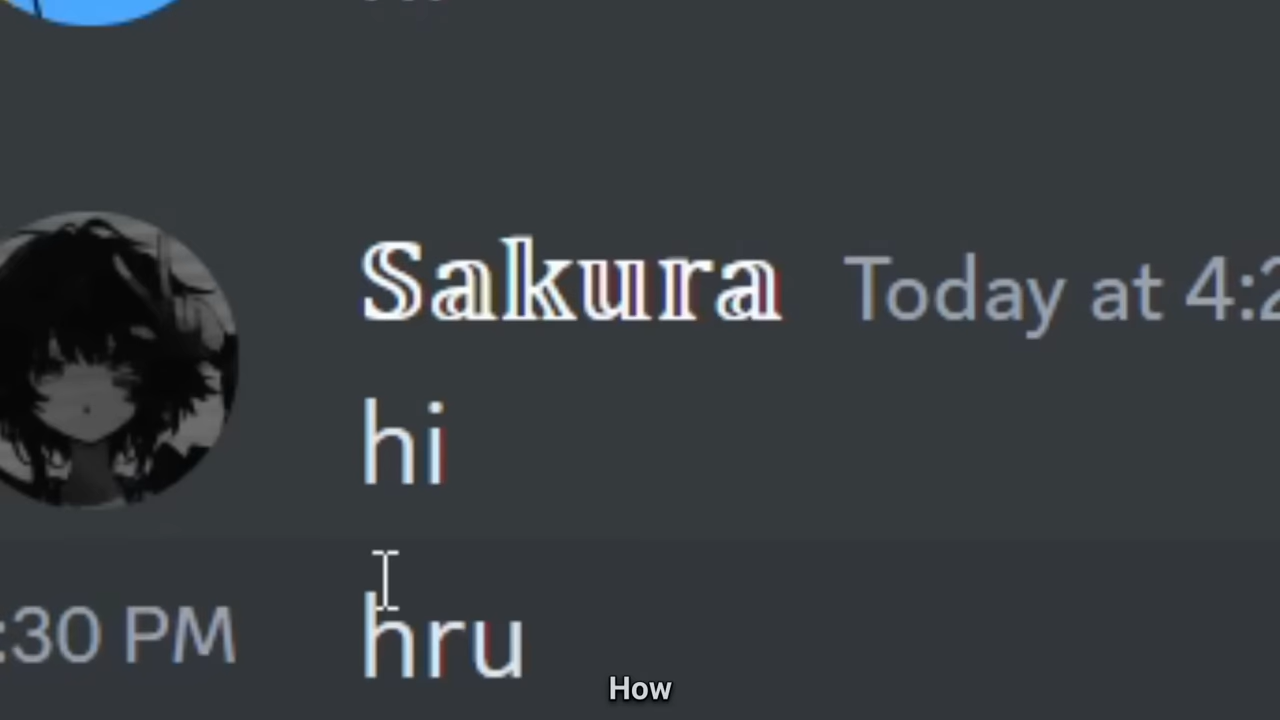 𝕊𝕒𝕜𝕦𝕣𝕒 Today at 4:2
hi
:30 PM hru
How